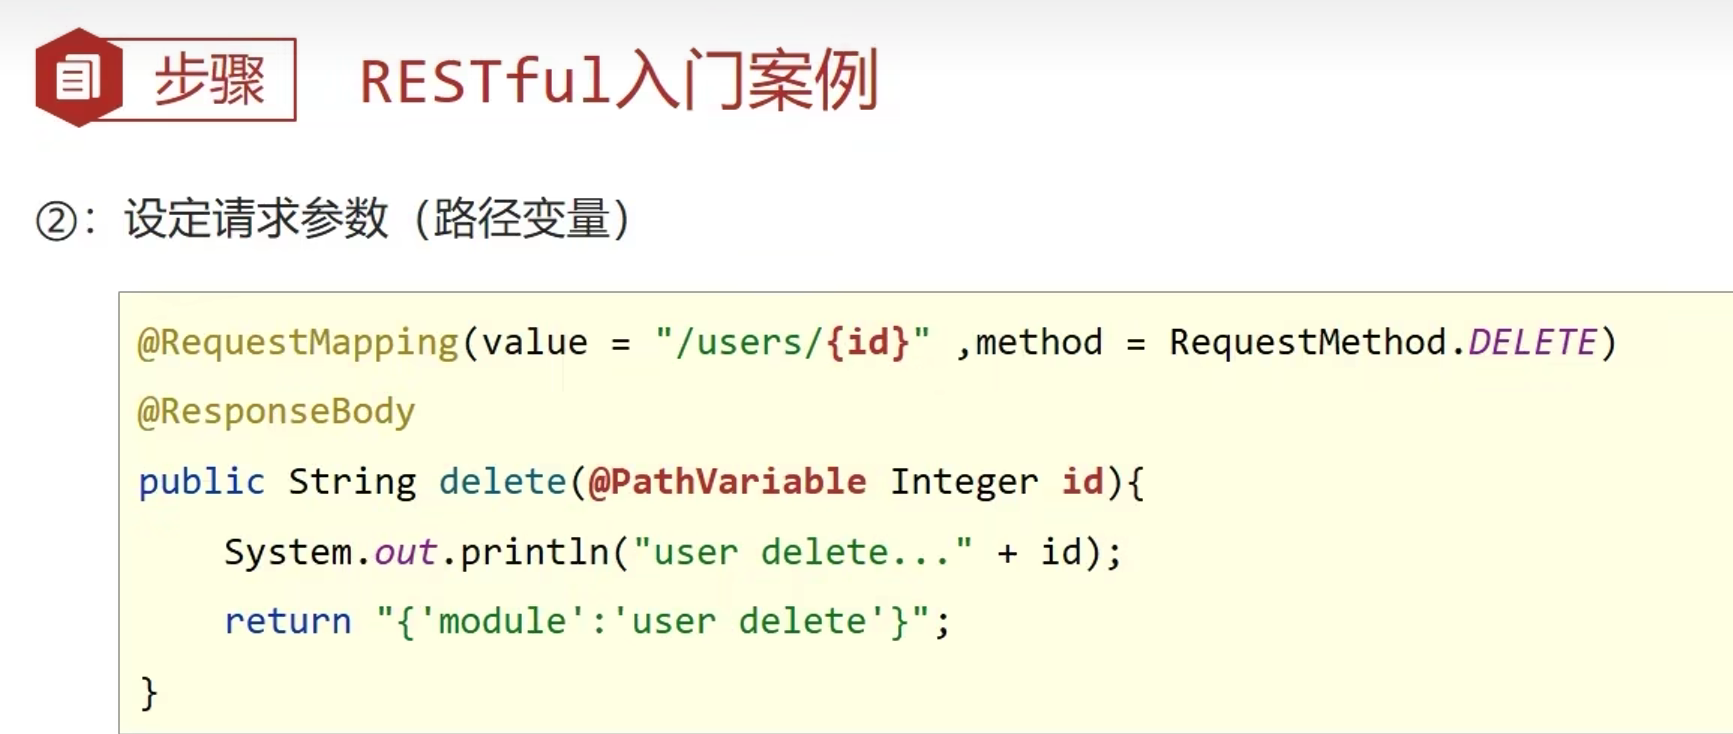 步骤 RESTful入门案例
②：设定请求参数（路径变量）
@RequestMapping(value = "/users/{id}" ,method = RequestMethod.DELETE)
@ResponseBody
public String delete(@PathVariable Integer id){
    System.out.println("user delete..." + id);
    return "{'module':'user delete'}";
}